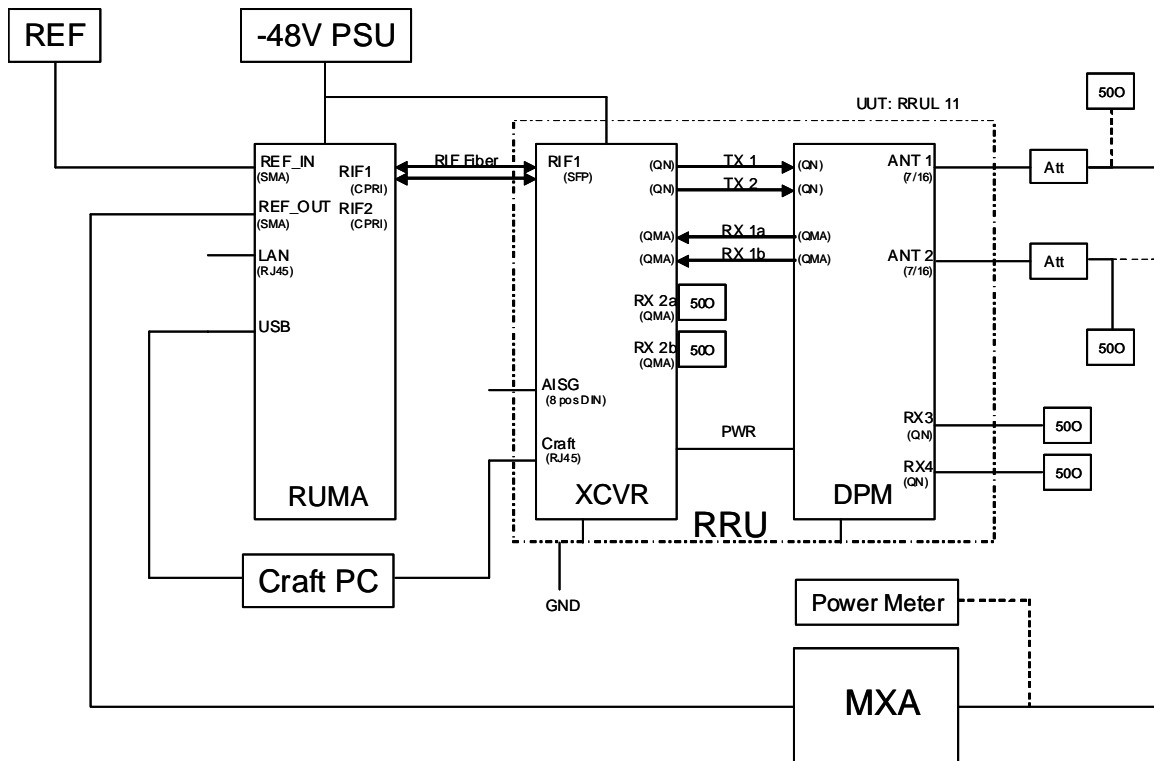 REF
-48V PSU
50O
UUT: RRUL 11
REF_IN
(SMA)
RIF1
(CPRI)
RIF Fiber
RIF1
(SFP)
(QN)
TX 1
(QN)
ANT 1
(7/16)
Att
(QN)
TX 2
(QN)
REF_OUT
(SMA)
RIF2
(CPRI)
(QMA)
RX 1a
(QMA)
LAN
(RJ45)
(QMA)
RX 1b
(QMA)
ANT 2
(7/16)
Att
RX 2a
(QMA)
50O
USB
RX 2b
(QMA)
50O
50O
AISG
(8 pos DIN)
RX3
(QN)
50O
Craft
(RJ45)
PWR
RX4
(QN)
50O
RUMA
XCVR
DPM
RRU
Craft PC
GND
Power Meter
MXA